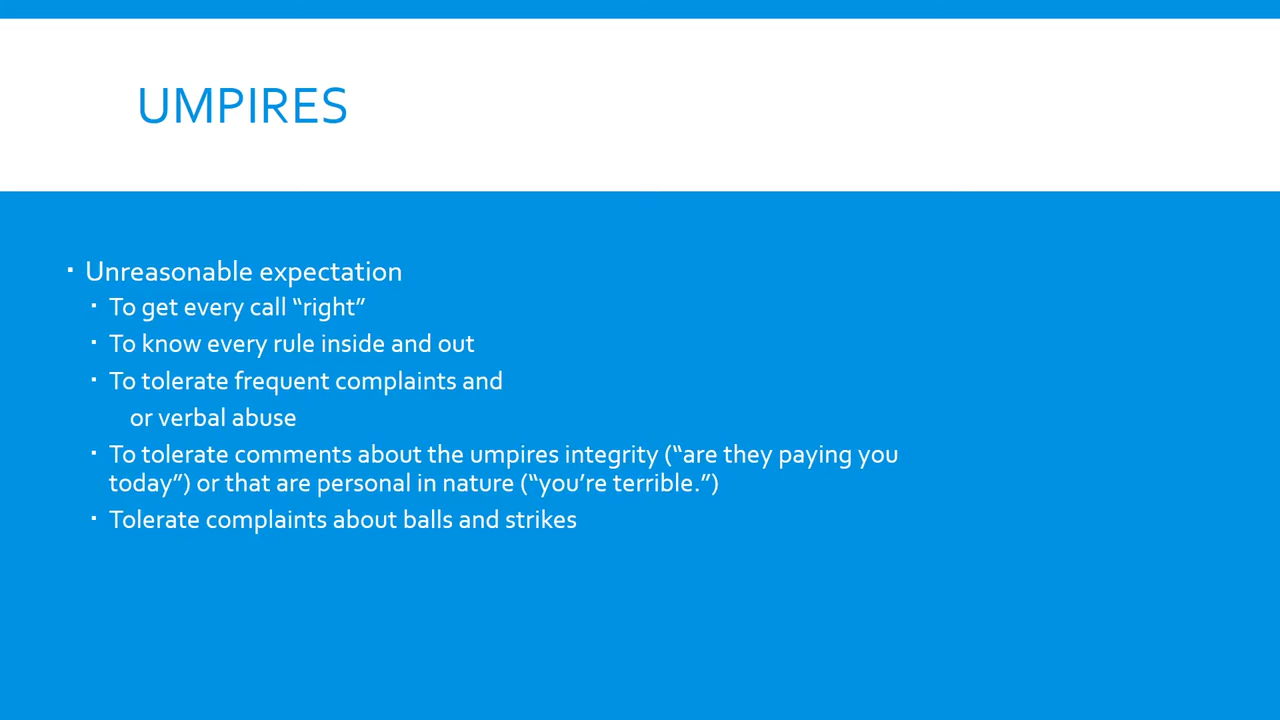 UMPIRES
▪ Unreasonable expectation
▪ To get every call “right”
▪ To know every rule inside and out
▪ To tolerate frequent complaints and
or verbal abuse
▪ To tolerate comments about the umpires integrity (“are they paying you
today”) or that are personal in nature (“you’re terrible.”)
▪ Tolerate complaints about balls and strikes